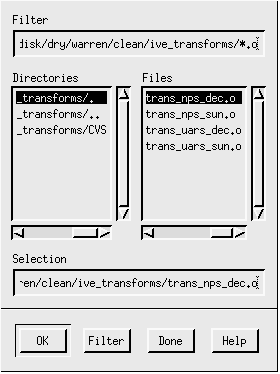 Filter
disk/dry/warren/clean/ive_transforms/*.o
Directories
Files
_transforms/.
_transforms/..
_transforms/CVS
trans_nps_dec.o
trans_nps_sun.o
trans_uars_dec.o
trans_uars_sun.o
Selection
ren/clean/ive_transforms/trans_nps_dec.o
OK
Filter
Done
Help